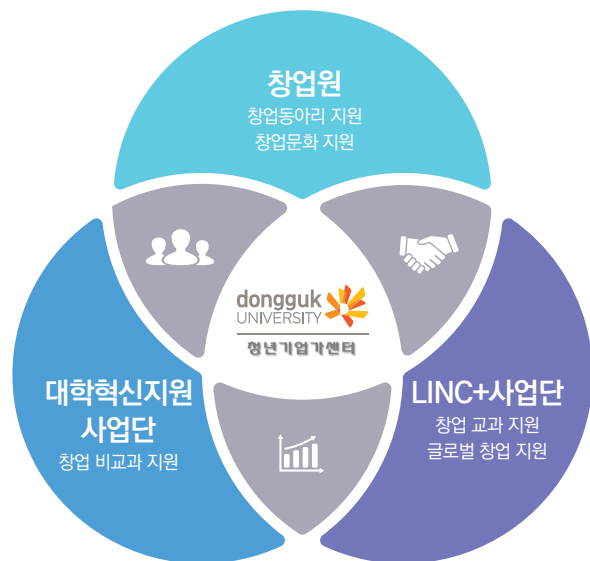 창업원
창업동아리 지원
창업문화 지원
dongguk
UNIVERSITY
청년기업가센터
대학혁신지원
사업단
창업 비교과 지원
LINC+사업단
창업 교과 지원
글로벌 창업 지원